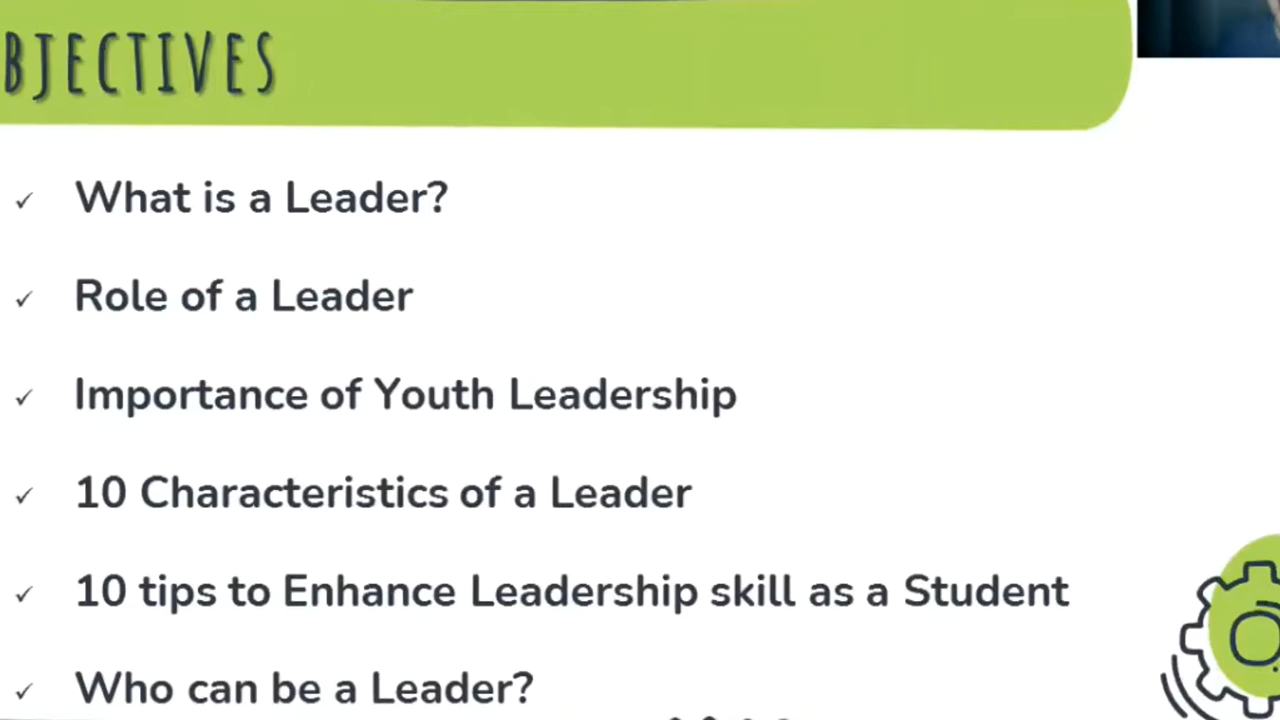 BJECTIVES
✓ What is a Leader?
✓ Role of a Leader
✓ Importance of Youth Leadership
✓ 10 Characteristics of a Leader
✓ 10 tips to Enhance Leadership skill as a Student
✓ Who can be a Leader?